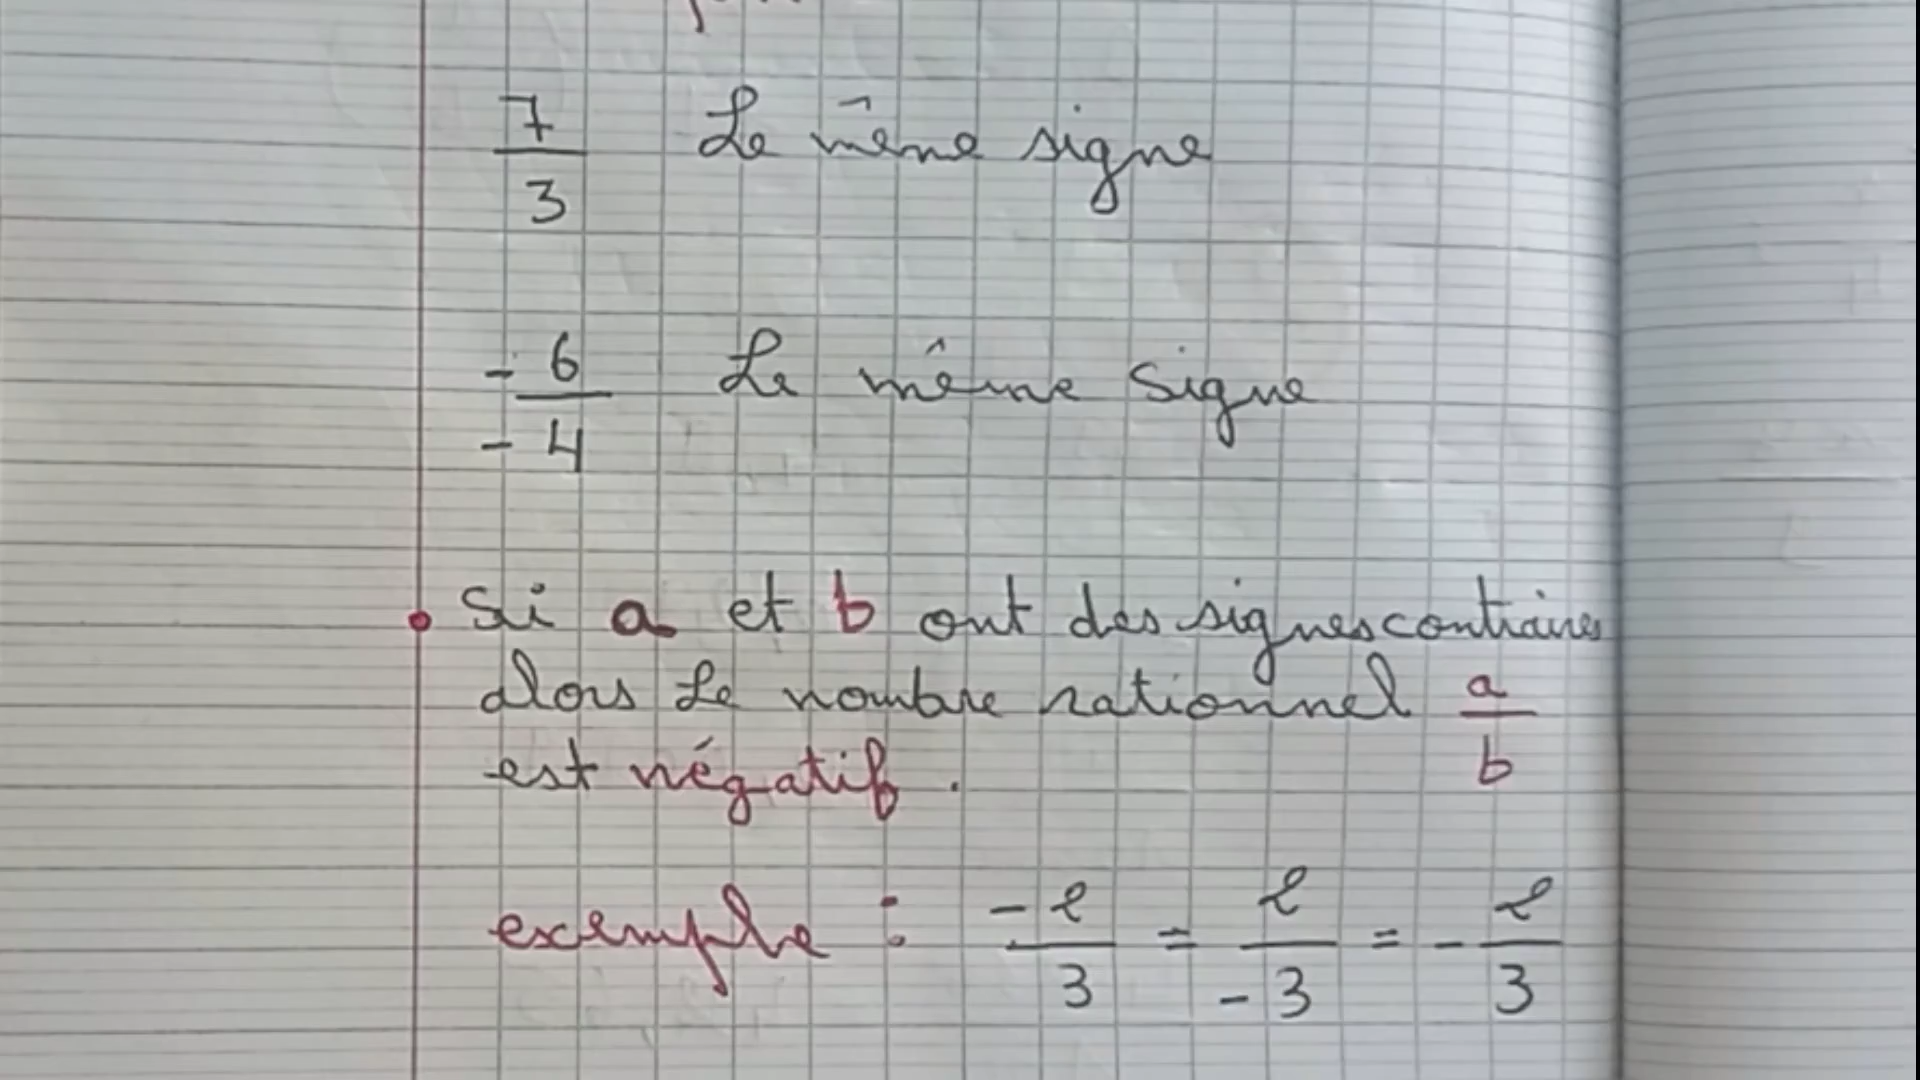 7/3 Le même signe
-6/-4 Le même Signe
• Si a et b ont des signes contraires
alors Le nombre rationnel a/b
est négatif .
exemple : -2/3 = 2/-3 = -2/3